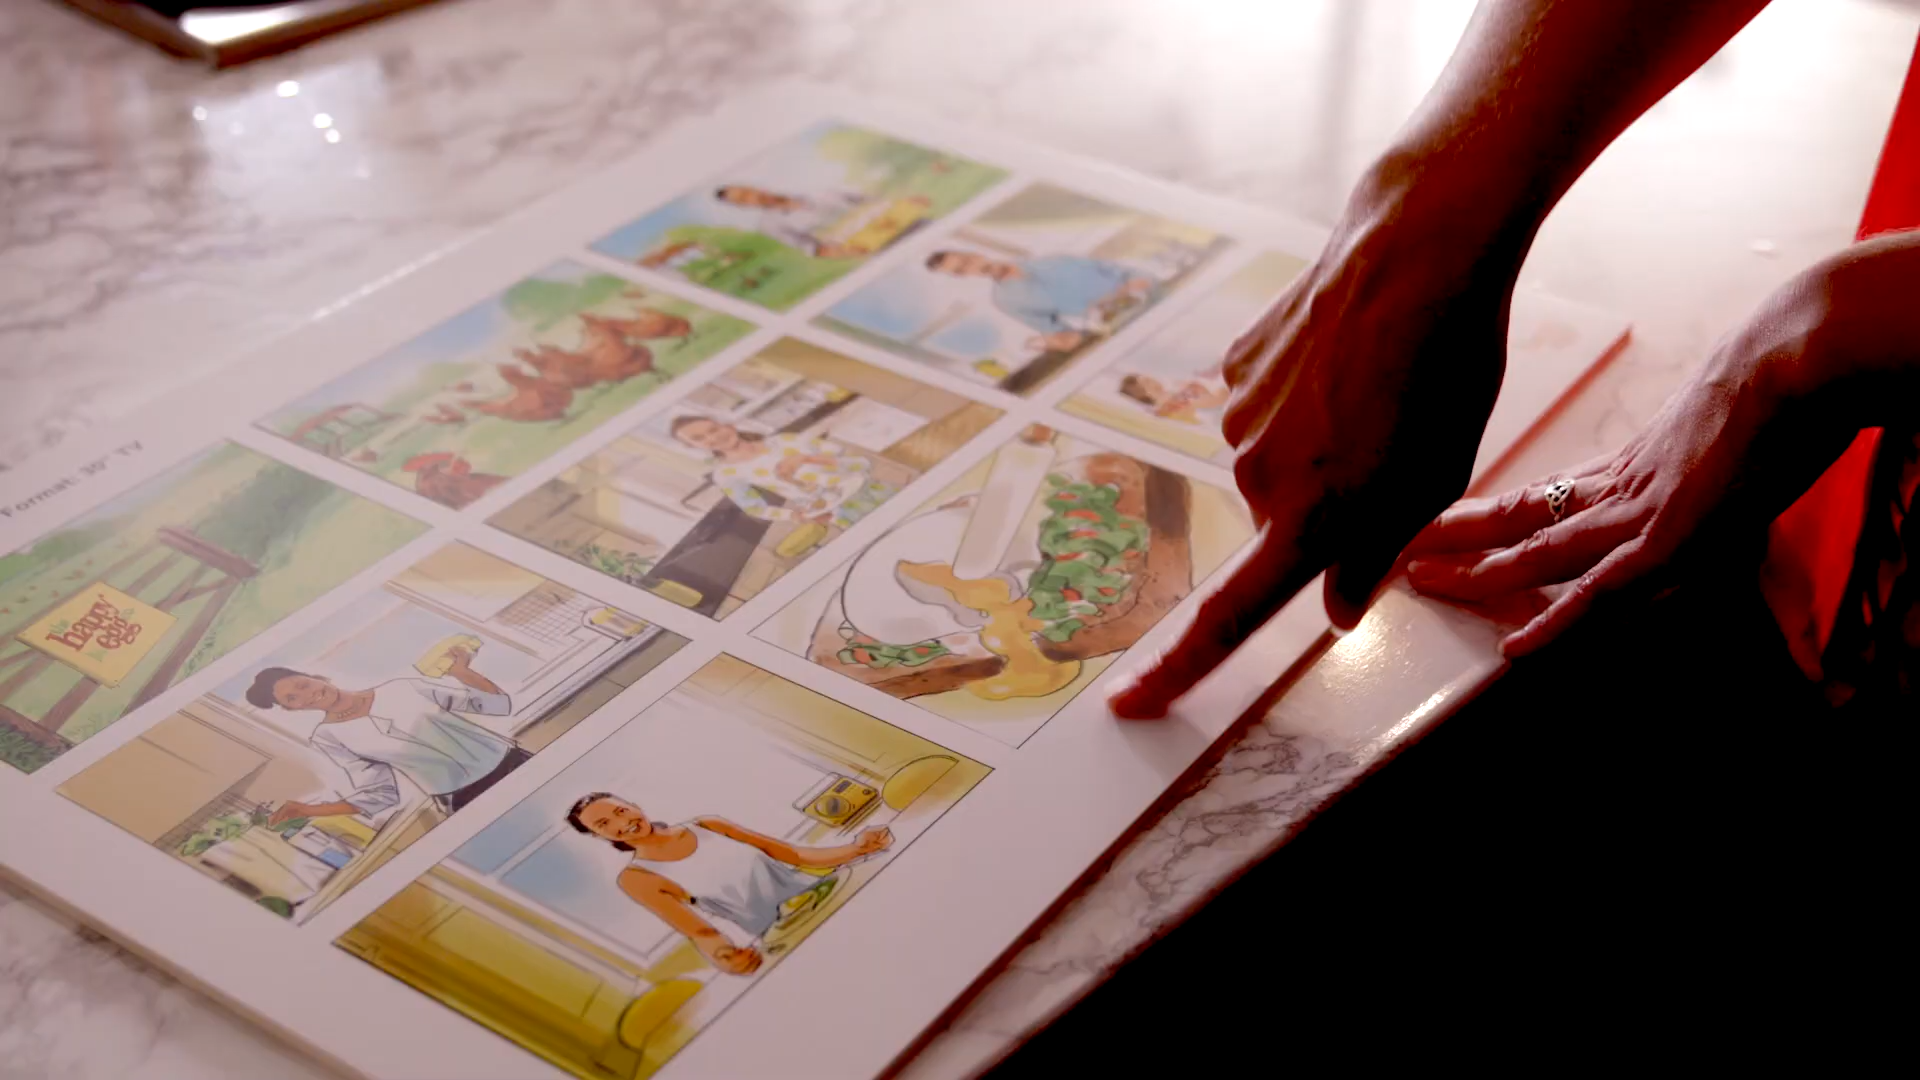 Format: 30" TV
the
happy
egg
co